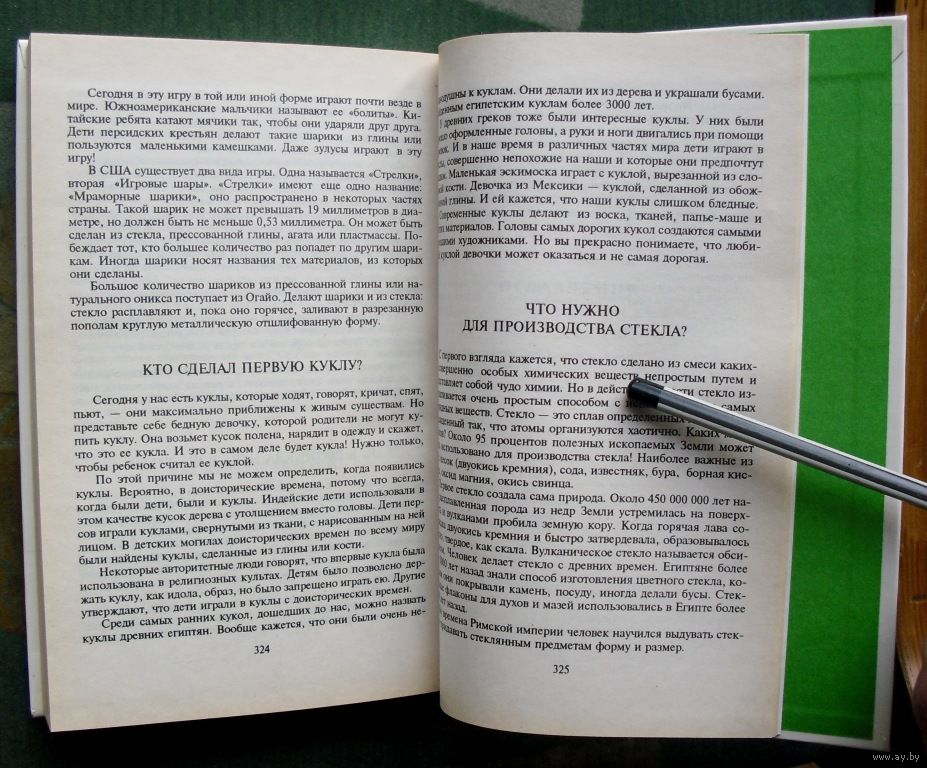 Сегодня в эту игру в той или иной форме играют почти везде в
мире. Южноамериканские мальчики называют ее «болиты». Ки-
тайские ребята катают мячики так, чтобы они ударяли друг друга.
Дети персидских крестьян делают такие шарики из глины или
пользуются маленькими камешками. Даже зулусы играют в эту
игру!
В США существует два вида игры. Одна называется «Стрелки»,
вторая «Игровые шары». «Стрелки» имеют еще одно название:
«Мраморные шарики», оно распространено в некоторых частях
страны. Такой шарик не может превышать 19 миллиметров в диа-
метре, но должен быть не меньше 0,53 миллиметра. Он может быть
сделан из стекла, прессованной глины, агата или пластмассы. По-
беждает тот, кто большее количество раз попадет по другим шари-
кам. Иногда шарики носят названия тех материалов, из которых
они сделаны.
Большое количество шариков из прессованной глины или на-
турального оникса поступает из Огайо. Делают шарики и из стекла:
стекло расплавляют и, пока оно горячее, заливают в разрезанную
пополам круглую металлическую отшлифованную форму.
КТО СДЕЛАЛ ПЕРВУЮ КУКЛУ?
Сегодня у нас есть куклы, которые ходят, говорят, кричат, спят,
пьют, — они максимально приближены к живым существам. Но
представьте себе бедную девочку, которой родители не могут ку-
пить куклу. Она возьмет кусок полена, нарядит в одежду и скажет,
что это ее кукла. И это в самом деле будет кукла! Нужно только,
чтобы ребенок считал ее куклой.
По этой причине мы не можем определить, когда появились
куклы. Вероятно, в доисторические времена, потому что всегда,
когда были дети, были и куклы. Индейские дети использовали в
этом качестве кусок дерева с утолщением вместо головы. Дети пер-
сов играли куклами, свернутыми из ткани, с нарисованным на ней
лицом. В детских могилах доисторических времен по всему миру
были найдены куклы, сделанные из глины или кости.
Некоторые авторитетные люди говорят, что впервые кукла была
использована в религиозных культах. Детям было позволено дер-
жать куклу, как идола, образ, но было запрещено играть ею. Другие
утверждают, что дети играли в куклы с доисторических времен.
Среди самых ранних кукол, дошедших до нас, можно назвать
куклы древних египтян. Вообще кажется, что они были очень не-
324
к куклам. Они делали их из дерева и украшали бусами.
египетским куклам более 3000 лет.
древних греков тоже были интересные куклы. У них были
оформленные головы, а руки и ноги двигались при помощи
И в наше время в различных частях мира дети играют в
совершенно непохожие на наши и которые они предпочтут
Маленькая эскимоска играет с куклой, вырезанной из сло-
кости. Девочка из Мексики — куклой, сделанной из обож-
глины. И ей кажется, что наши куклы слишком бледные.
Современные куклы делают из воска, тканей, папье-маше и
материалов. Головы самых дорогих кукол создаются самыми
художниками. Но вы прекрасно понимаете, что люби-
куклой девочки может оказаться и не самая дорогая.
ЧТО НУЖНО
ДЛЯ ПРОИЗВОДСТВА СТЕКЛА?
С первого взгляда кажется, что стекло сделано из смеси каких-
особых химических веществ непростым путем и
собой чудо химии. Но в стекло из-
очень простым способом с самых
веществ. Стекло — это сплав определенных
так, что атомы организуются хаотично.
Около 95 процентов полезных ископаемых Земли может
использовано для производства стекла! Наиболее важные из
(двуокись кремния), сода, известняк, бура, борная кис-
магния, окись свинца.
стекло создала сама природа. Около 450 000 000 лет на-
порода из недр Земли устремилась на поверх-
и вулканами пробила земную кору. Когда горячая лава со-
двуокись кремния и быстро затвердевала, образовывалось
твердое, как скала. Вулканическое стекло называется обси-
Человек делает стекло с древних времен. Египтяне более
лет назад знали способ изготовления цветного стекла, ко-
они покрывали камень, посуду, иногда делали бусы. Стек-
флаконы для духов и мазей использовались в Египте более
лет назад.
времена Римской империи человек научился выдувать стек-
придавать стеклянным предметам форму и размер.
325
www.ay.by